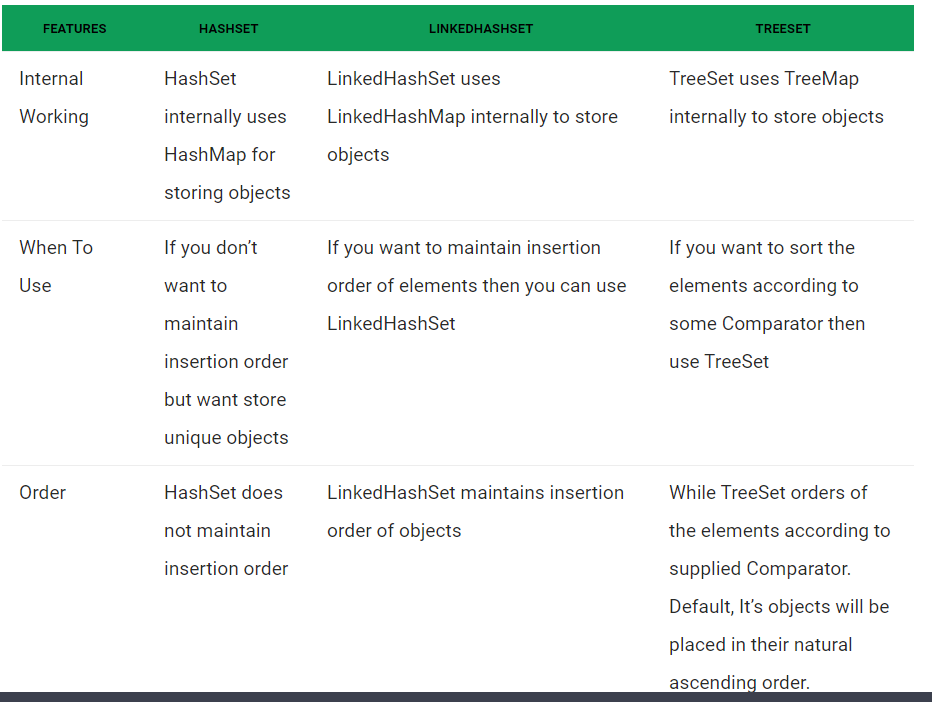 FEATURES HASHSET LINKEDHASHSET TREESET
Internal
Working
HashSet
internally uses
HashMap for
storing objects
LinkedHashSet uses
LinkedHashMap internally to store
objects
TreeSet uses TreeMap
internally to store objects
When To
Use
If you don’t
want to
maintain
insertion order
but want store
unique objects
If you want to maintain insertion
order of elements then you can use
LinkedHashSet
If you want to sort the
elements according to
some Comparator then
use TreeSet
Order
HashSet does
not maintain
insertion order
LinkedHashSet maintains insertion
order of objects
While TreeSet orders of
the elements according to
supplied Comparator.
Default, It’s objects will be
placed in their natural
ascending order.